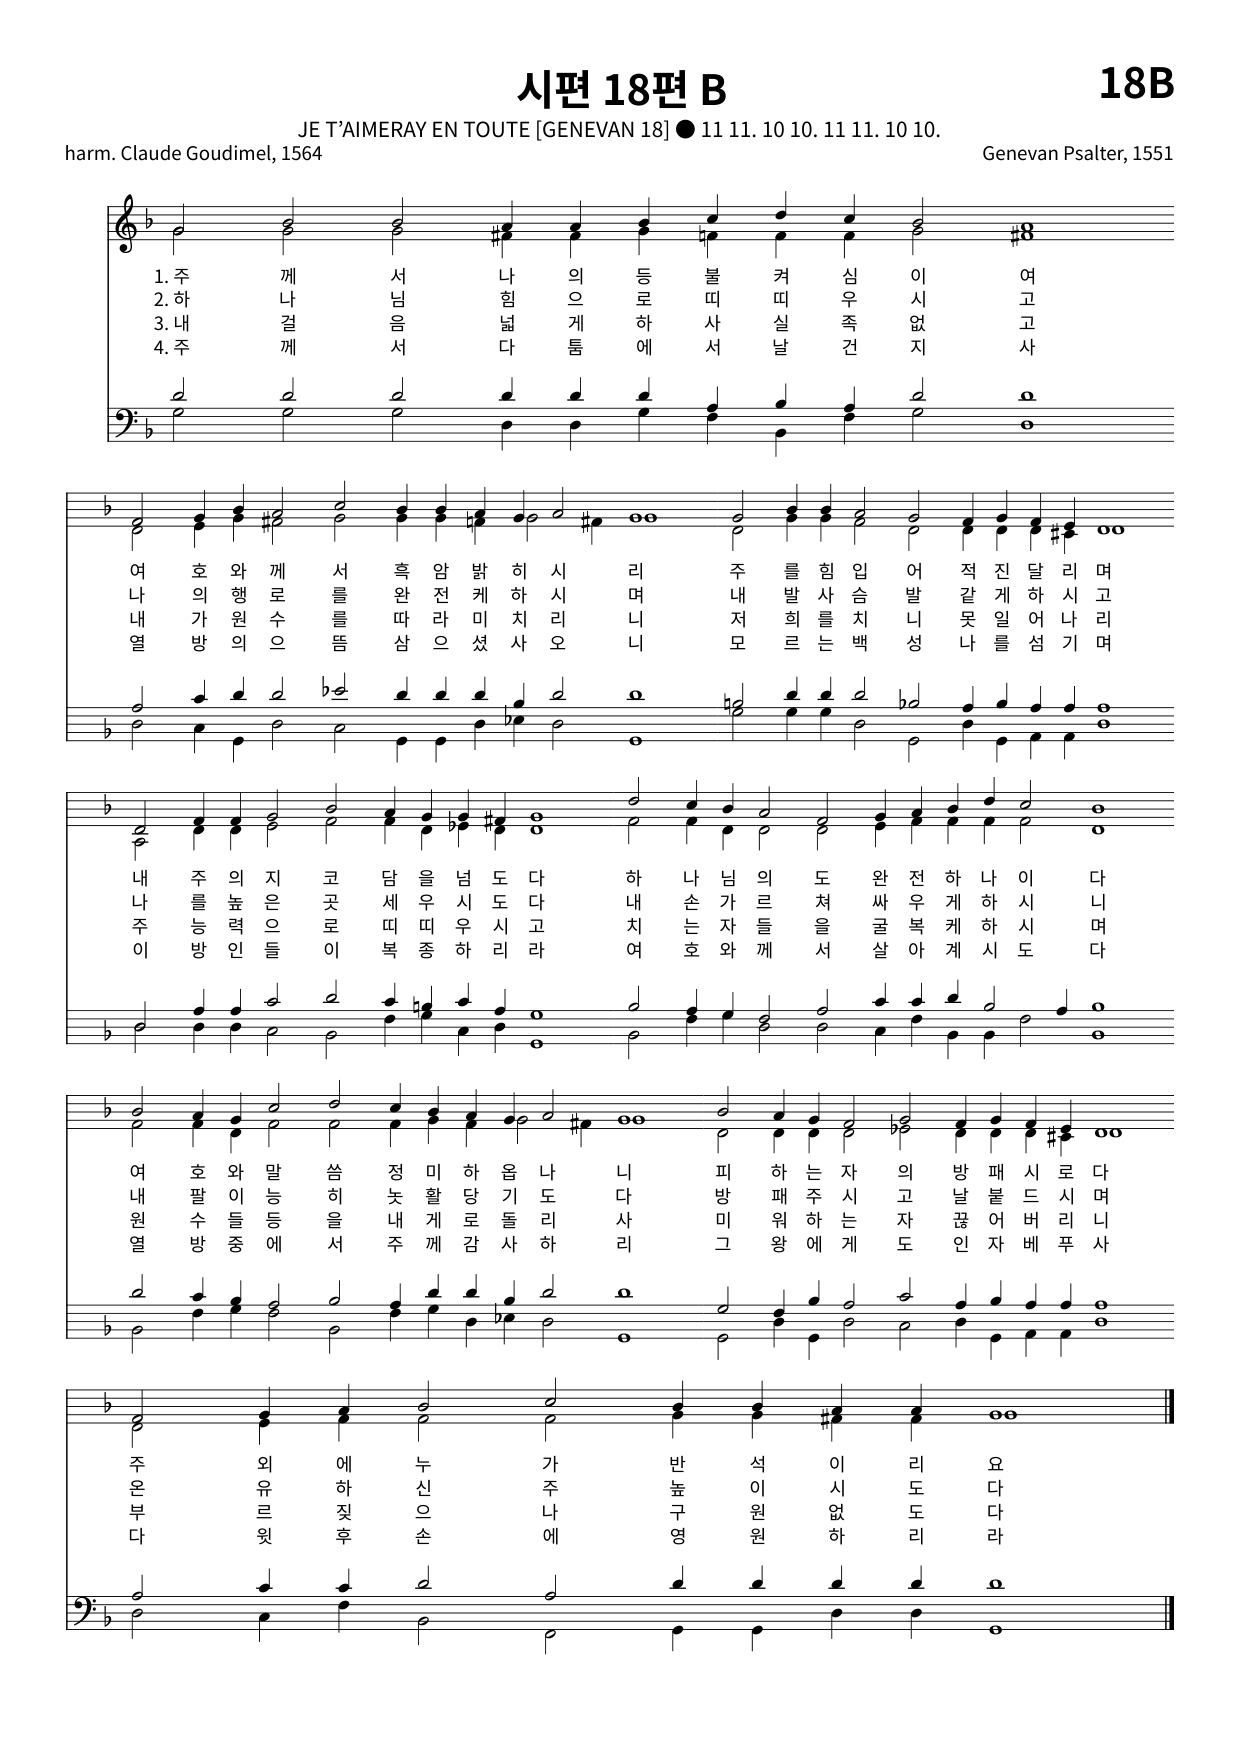 시편 18편 B
18B
JE T’AIMERAY EN TOUTE [GENEVAN 18] ● 11 11. 10 10. 11 11. 10 10.
harm. Claude Goudimel, 1564
Genevan Psalter, 1551
1. 주 께 서 나 의 등 불 켜 심 이 여
2. 하 나 님 힘 으 로 띠 띠 우 시 고
3. 내 걸 음 넓 게 하 사 실 족 없 고
4. 주 께 서 다 툼 에 서 날 건 지 사
여 호 와 께 서 흑 암 밝 히 시 리 주 를 힘 입 어 적 진 달 리 며
나 의 행 로 를 완 전 케 하 시 며 내 발 사 슴 발 같 게 하 시 고
내 가 원 수 를 따 라 미 치 리 니 저 희 를 치 니 못 일 어 나 리
열 방 의 으 뜸 삼 으 셨 사 오 니 모 르 는 백 성 나 를 섬 기 며
내 주 의 지 코 담 을 넘 도 다 하 나 님 의 도 완 전 하 나 이 다
나 를 높 은 곳 세 우 시 도 다 내 손 가 르 쳐 싸 우 게 하 시 니
주 능 력 으 로 띠 띠 우 시 고 치 는 자 들 을 굴 복 케 하 시 며
이 방 인 들 이 복 종 하 리 라 여 호 와 께 서 살 아 계 시 도 다
여 호 와 말 씀 정 미 하 옵 나 니 피 하 는 자 의 방 패 시 로 다
내 팔 이 능 히 놋 활 당 기 도 다 방 패 주 시 고 날 붙 드 시 며
원 수 들 등 을 내 게 로 돌 리 사 미 워 하 는 자 끊 어 버 리 니
열 방 중 에 서 주 께 감 사 하 리 그 왕 에 게 도 인 자 베 푸 사
주 외 에 누 가 반 석 이 리 요
온 유 하 신 주 높 이 시 도 다
부 르 짖 으 나 구 원 없 도 다
다 윗 후 손 에 영 원 하 리 라